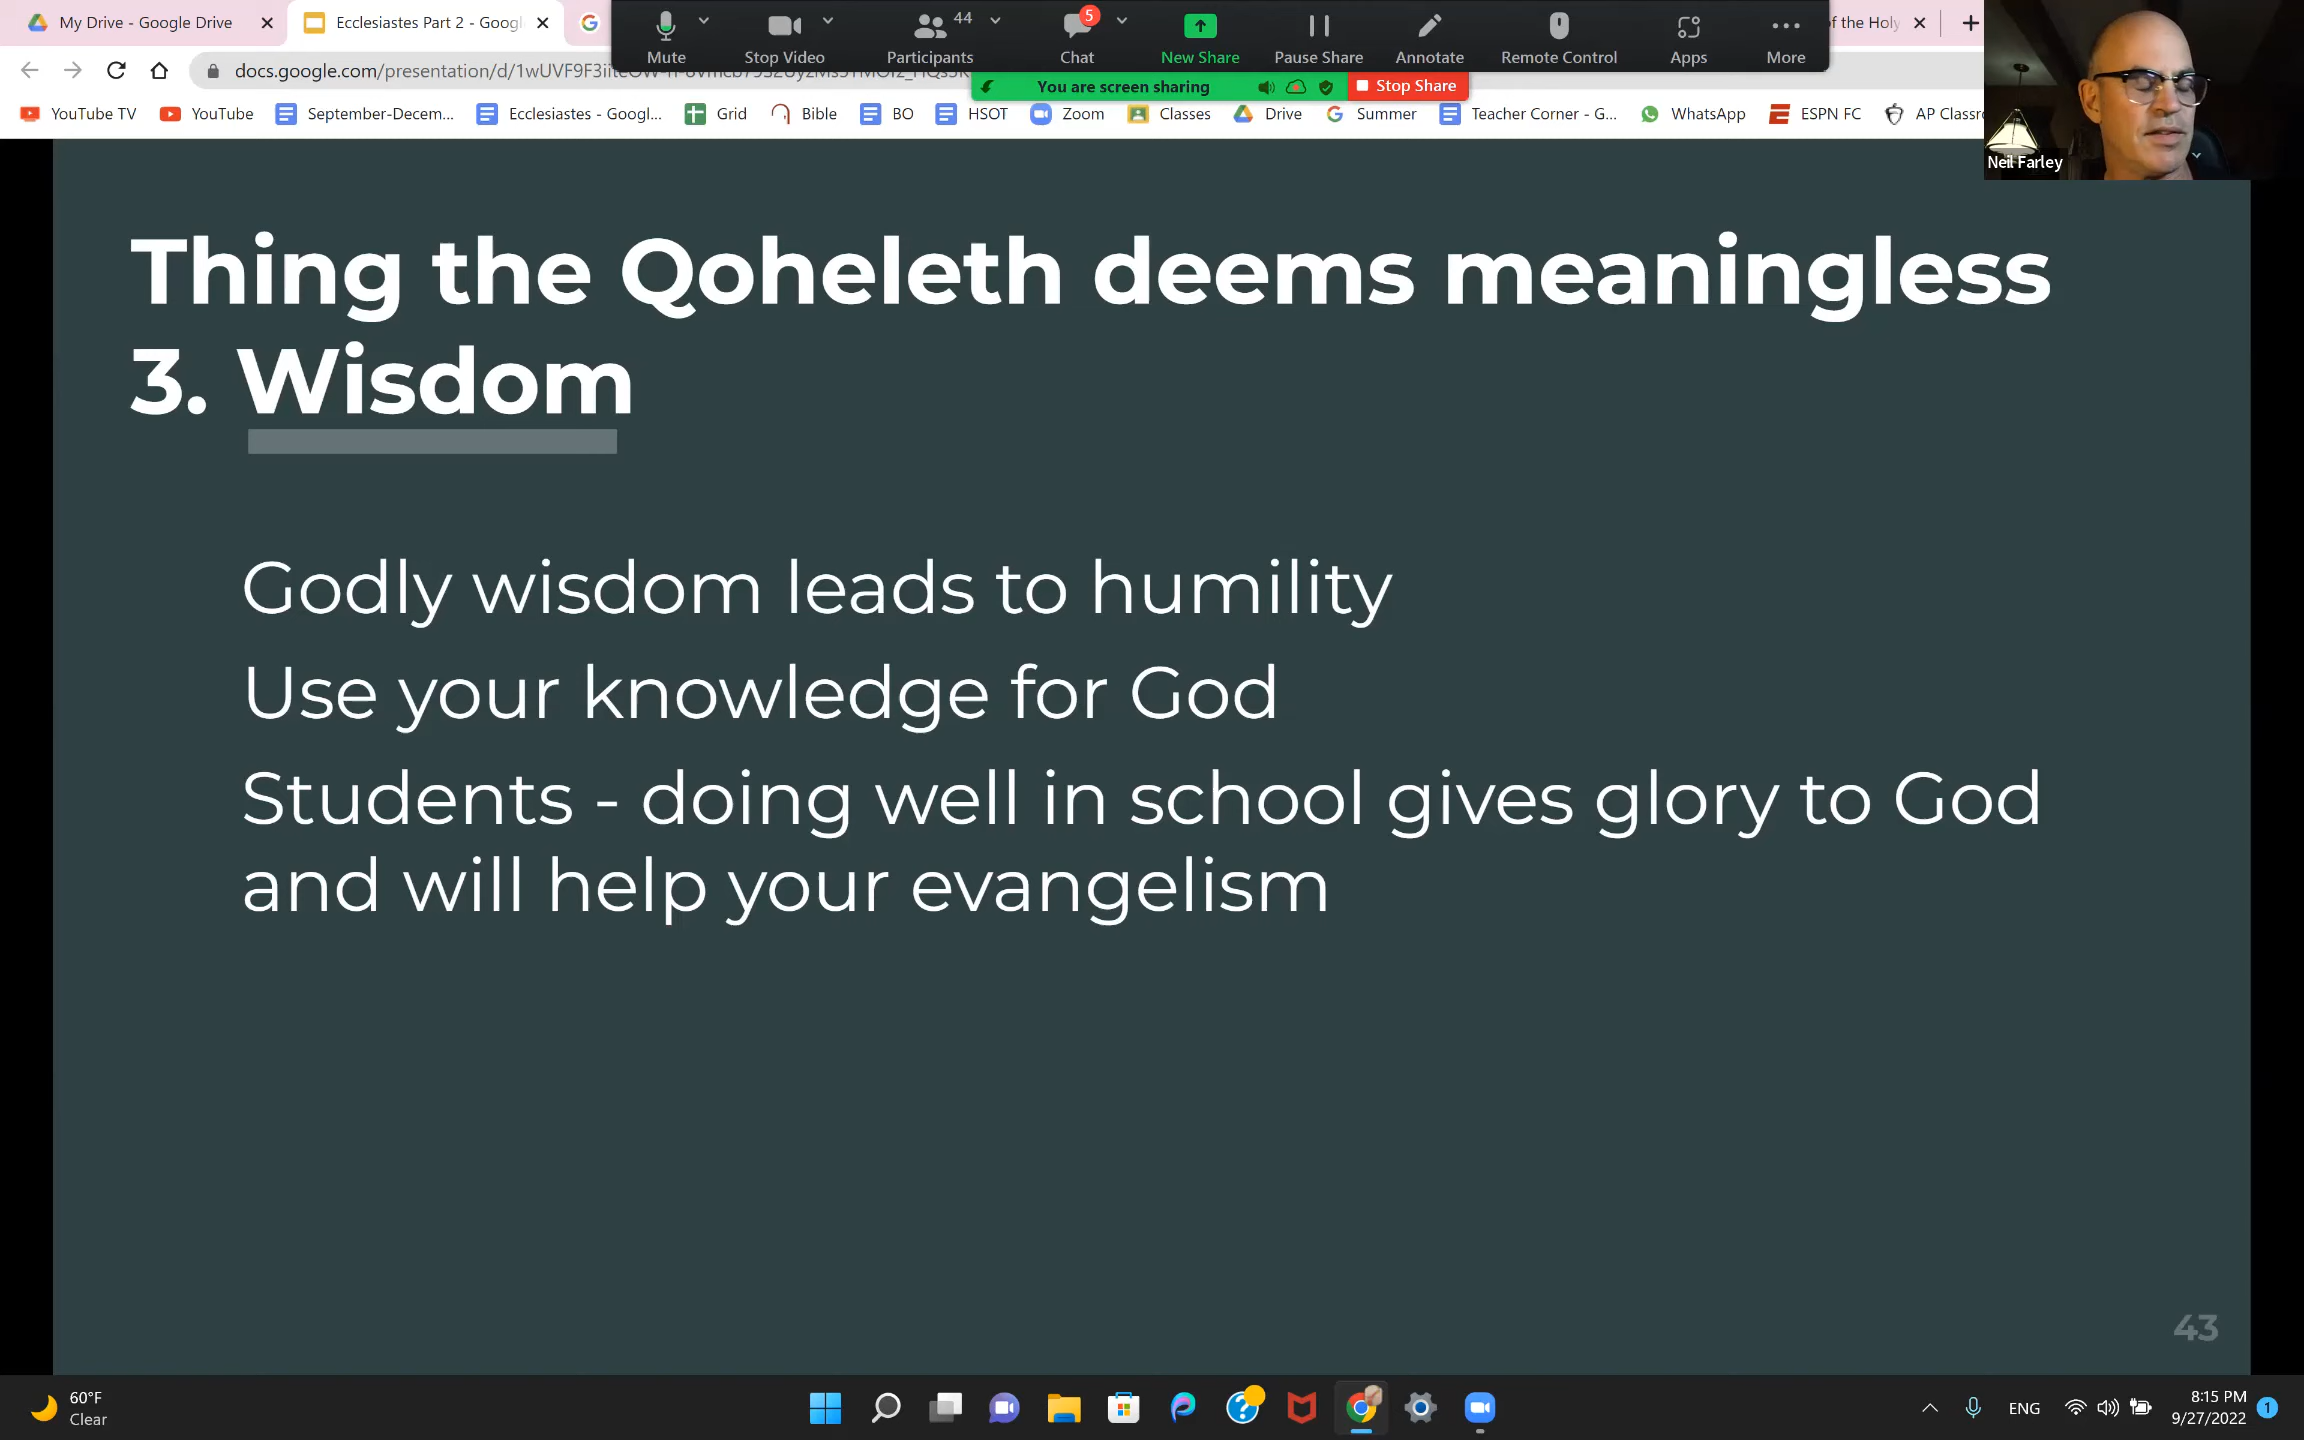 My Drive - Google Drive
Ecclesiastes Part 2 - Googl
44
5
of the Holy
Mute
Stop Video
Participants
Chat
New Share
Pause Share
Annotate
Remote Control
Apps
More
docs.google.com/presentation/d/
You are screen sharing
Stop Share
YouTube TV
YouTube
September-Decem...
Ecclesiastes - Googl...
Grid
Bible
BO
HSOT
Zoom
Classes
Drive
Summer
Teacher Corner - G...
WhatsApp
ESPN FC
AP Classr
Neil Farley
Thing the Qoheleth deems meaningless
3. Wisdom
Godly wisdom leads to humility
Use your knowledge for God
Students - doing well in school gives glory to God
and will help your evangelism
43
60°F
Clear
ENG
8:15 PM
9/27/2022
1